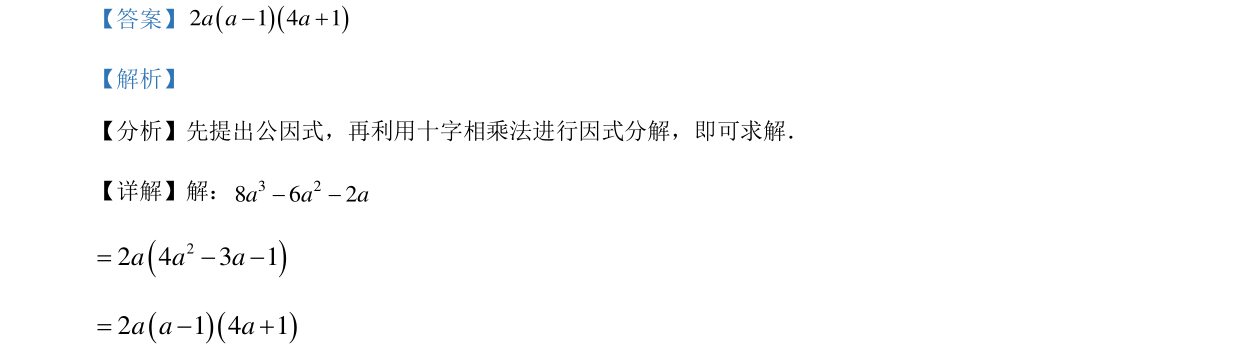 【答案】2a(a−1)(4a+1)
【解析】
【分析】先提出公因式，再利用十字相乘法进行因式分解，即可求解．
【详解】解：8a³−6a²−2a
=2a(4a²−3a−1)
=2a(a−1)(4a+1)